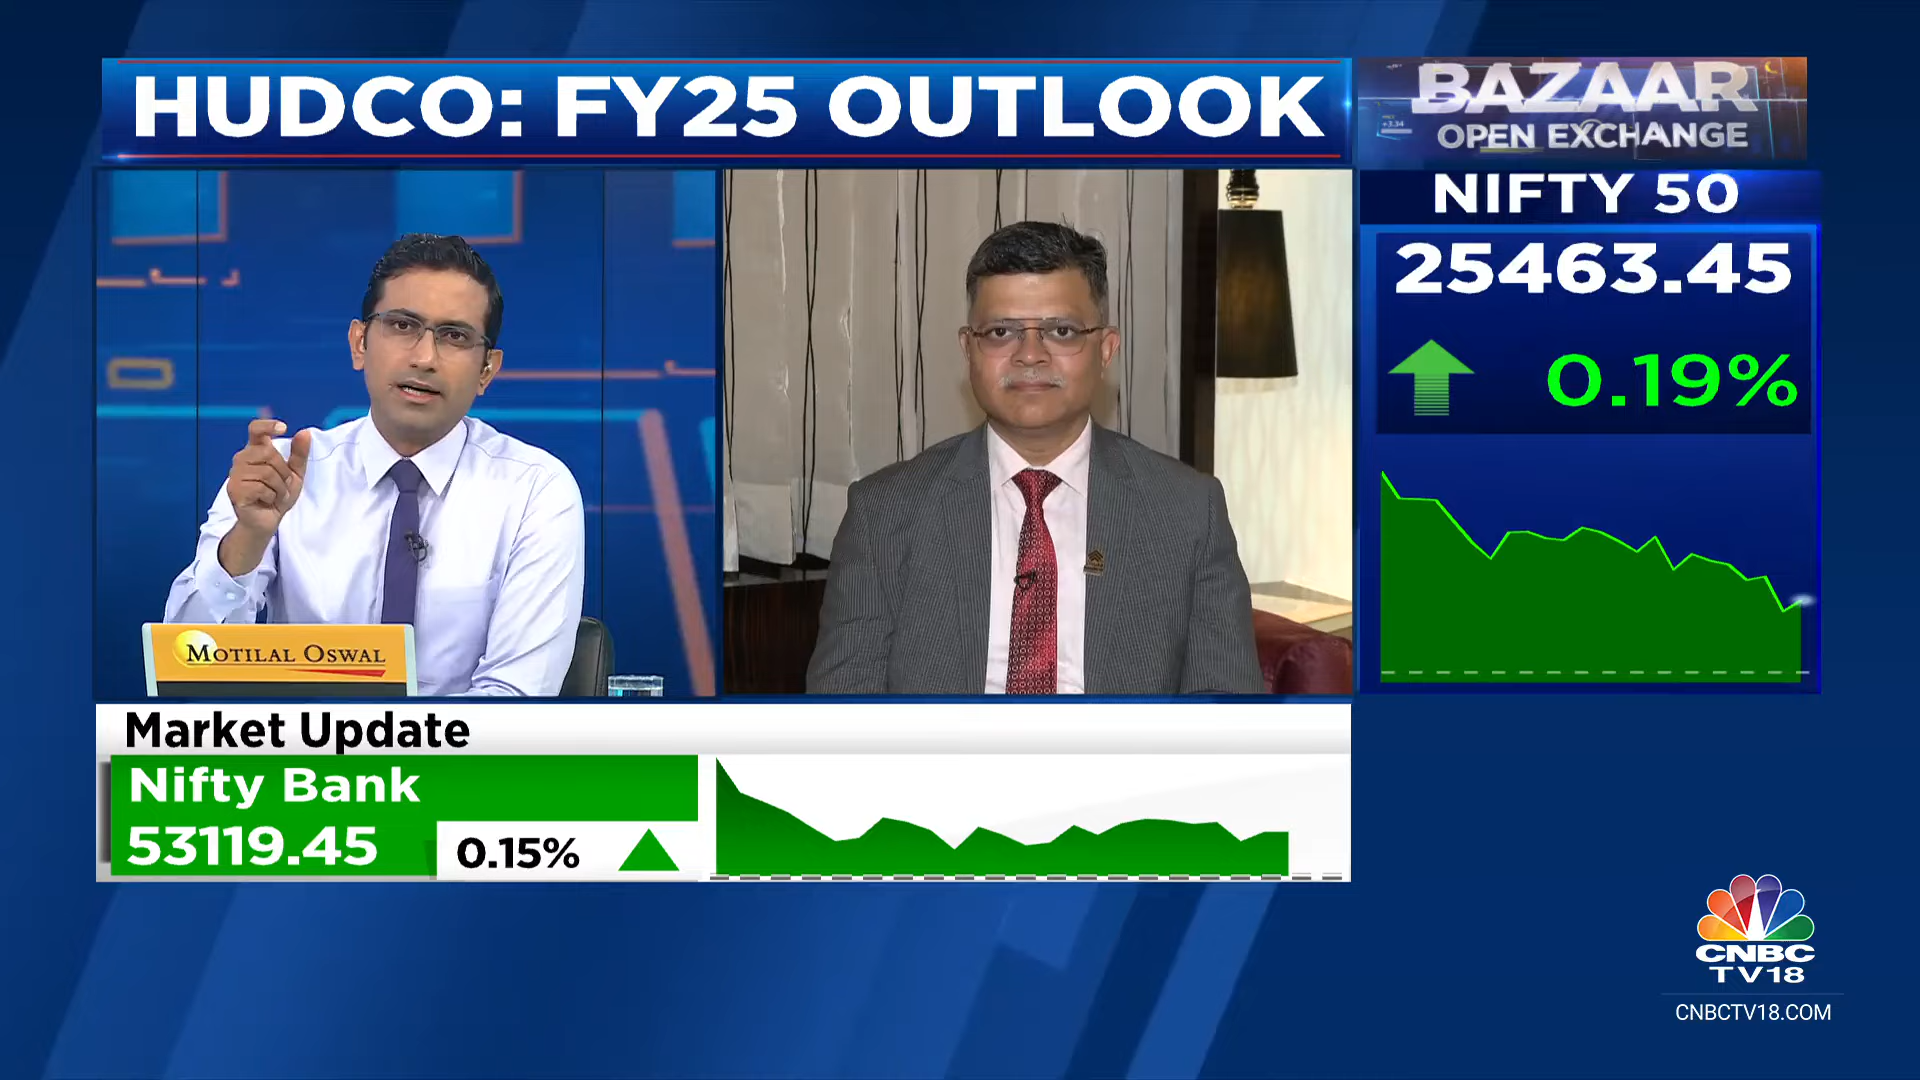 HUDCO: FY25 OUTLOOK
BAZAAR
OPEN EXCHANGE
NIFTY 50
25463.45
0.19%
MOTILAL OSWAL
Market Update
Nifty Bank
53119.45
0.15%
CNBC
TV18
CNBCTV18.COM